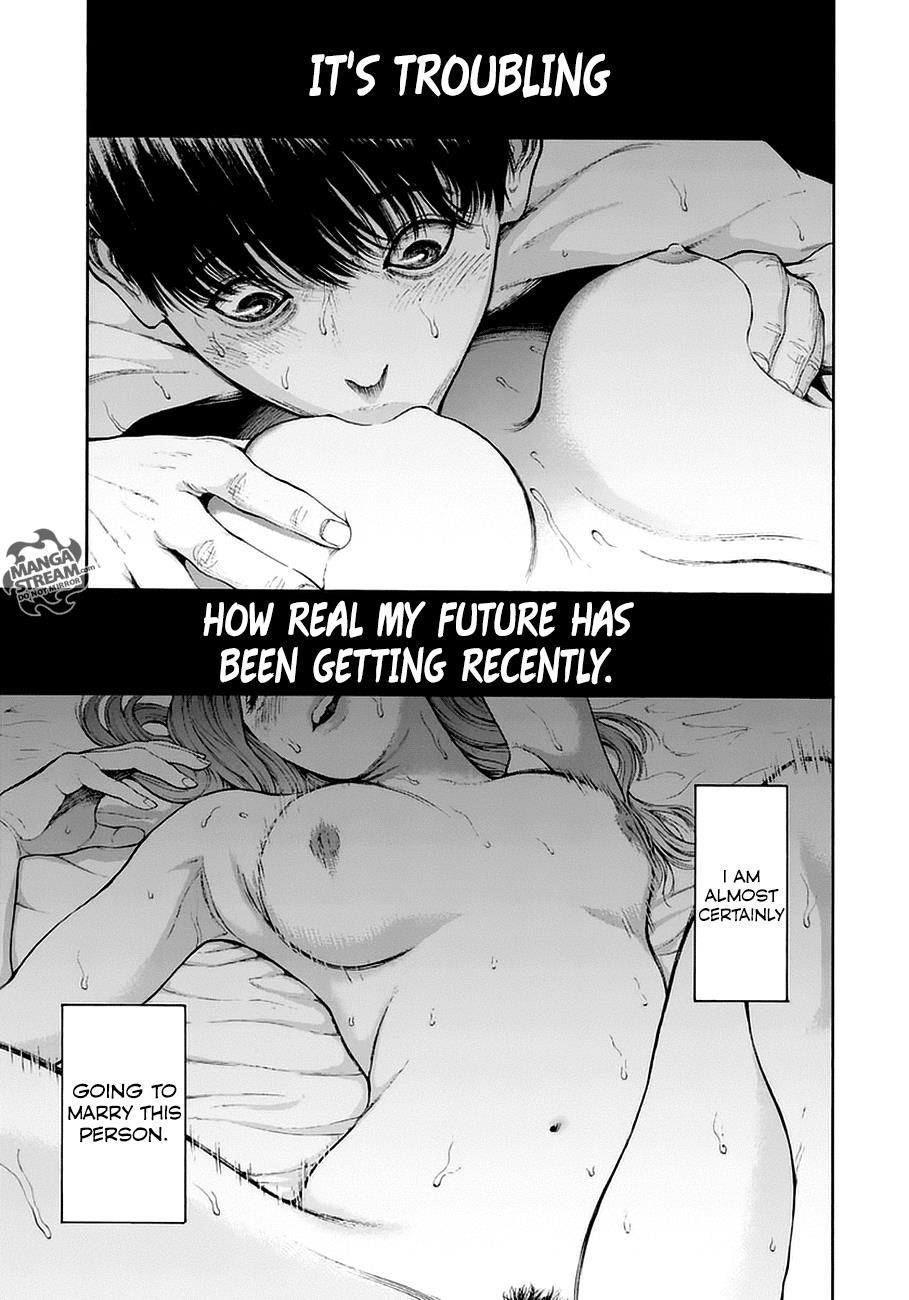 IT'S TROUBLING
MANGA
STREAM.com
DO NOT MIRROR
HOW REAL MY FUTURE HAS
BEEN GETTING RECENTLY.
I AM
ALMOST
CERTAINLY
GOING TO
MARRY THIS
PERSON.